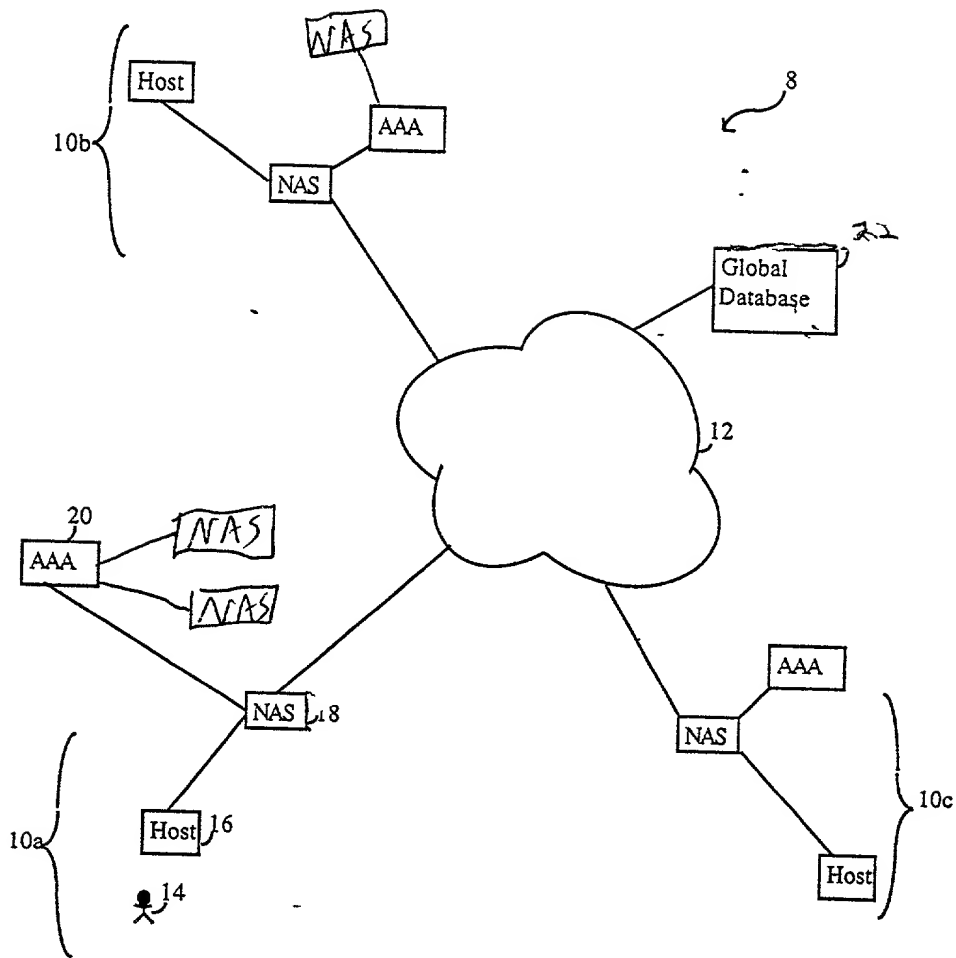 NAS
Host
8
AAA
10b
NAS
22
Global
Database
12
20
NAS
AAA
NAS
AAA
NAS
18
NAS
10c
Host
16
10a
Host
14